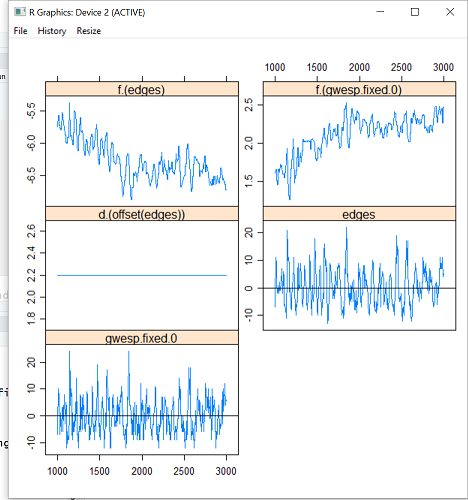 R Graphics: Device 2 (ACTIVE)
File History Resize
1000 1500 2000 2500 3000
f.(edges)
f.(gwesp.fixed.0)
-5.5
-6.0
-6.5
2.5
2.0
1.5
d.(offset(edges))
edges
2.6
2.4
2.2
2.0
1.8
20
10
0
-10
gwesp.fixed.0
20
10
0
-10
1000 1500 2000 2500 3000